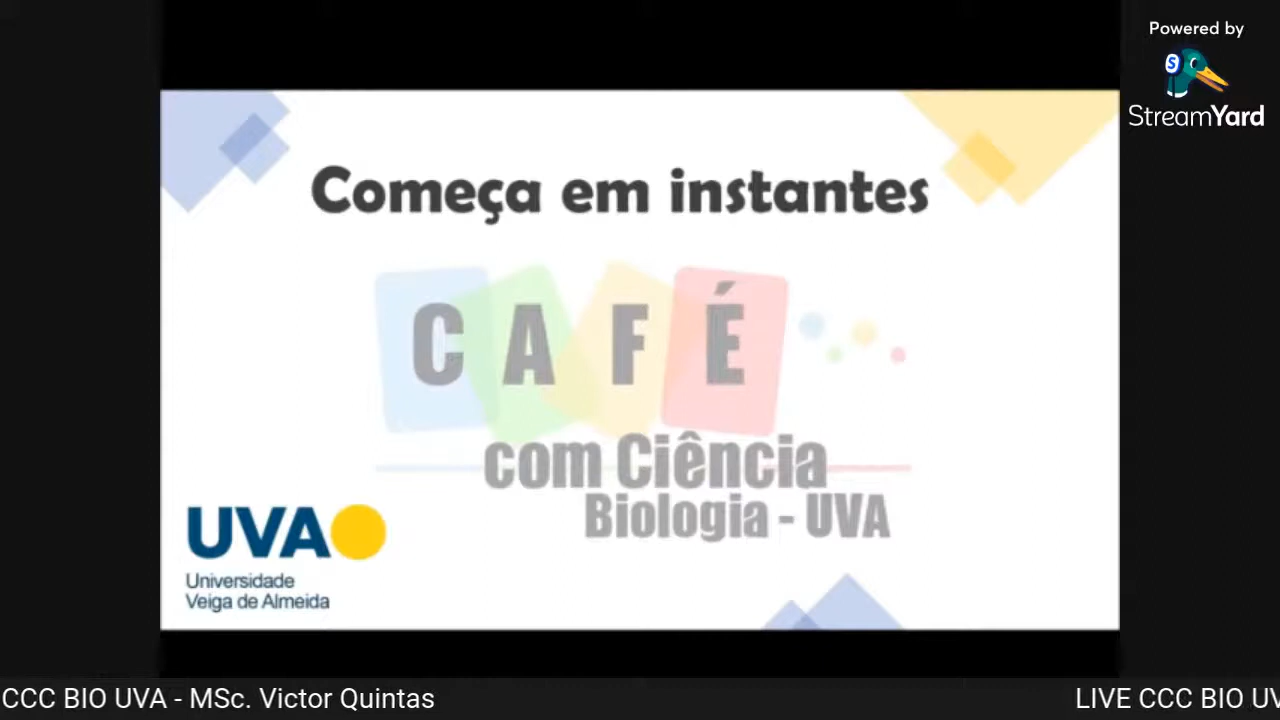 Powered by
StreamYard
Começa em instantes
CAFÉ
com Ciência
Biologia - UVA
UVA
Universidade
Veiga de Almeida
CCC BIO UVA - MSc. Victor Quintas
LIVE CCC BIO